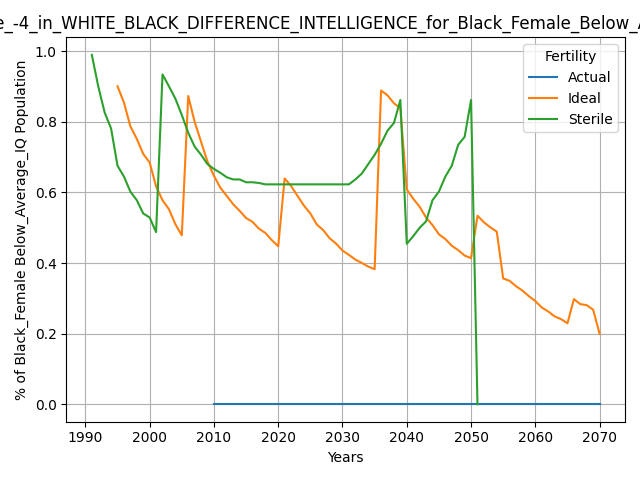 e_-4_in_WHITE_BLACK_DIFFERENCE_INTELLIGENCE_for_Black_Female_Below_A
Fertility
Actual
Ideal
Sterile
% of Black_Female Below_Average_IQ Population
1.0
0.8
0.6
0.4
0.2
0.0
1990 2000 2010 2020 2030 2040 2050 2060 2070
Years